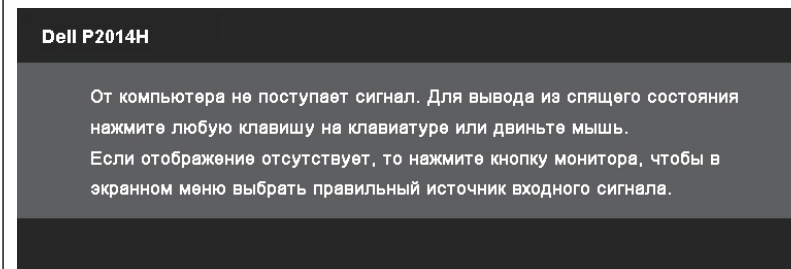 Dell P2014H
От компьютера не поступает сигнал. Для вывода из спящего состояния
нажмите любую клавишу на клавиатуре или двиньте мышь.
Если отображение отсутствует, то нажмите кнопку монитора, чтобы в
экранном меню выбрать правильный источник входного сигнала.